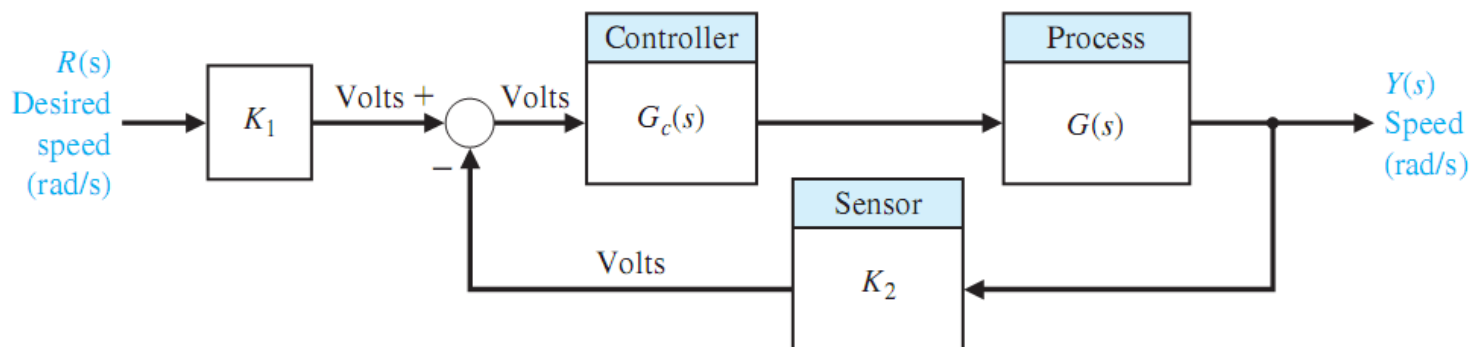 R(s)
Desired
speed
(rad/s)
K1
Volts +
−
Volts
Controller
Gc(s)
Process
G(s)
Y(s)
Speed
(rad/s)
Sensor
K2
Volts